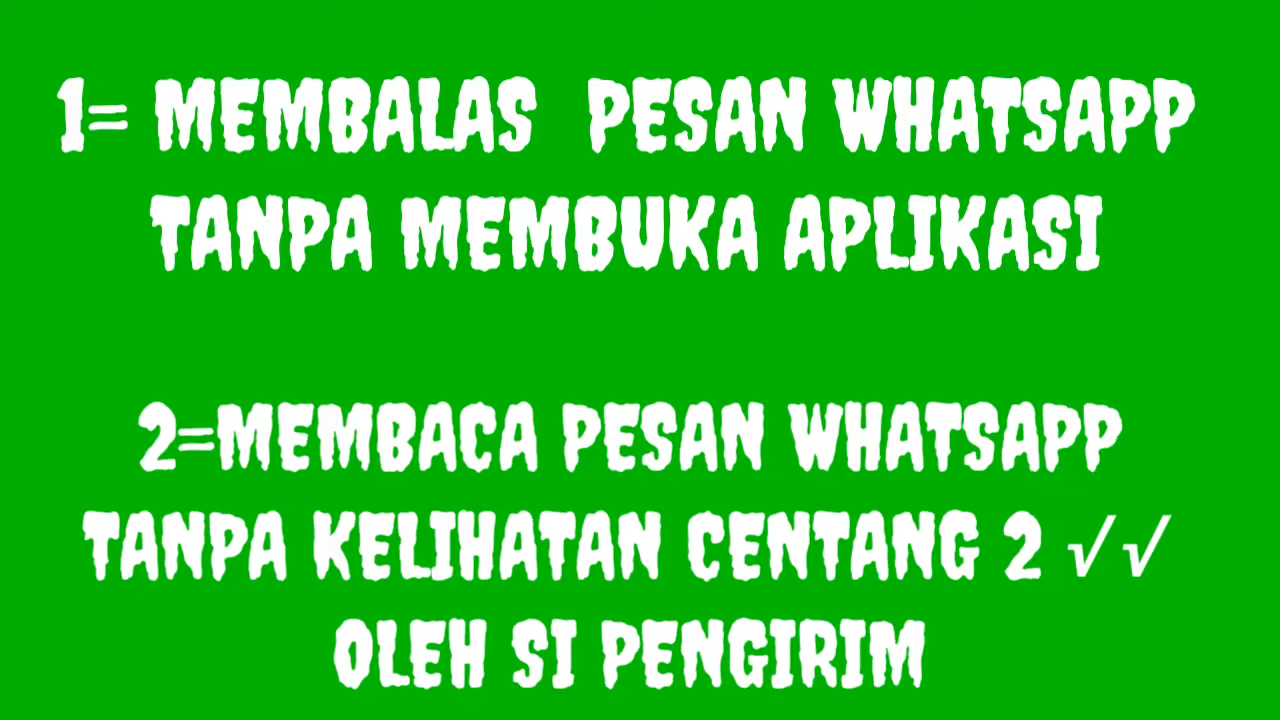 1= MEMBALAS PESAN WHATSAPP
TANPA MEMBUKA APLIKASI
2=MEMBACA PESAN WHATSAPP
TANPA KELIHATAN CENTANG 2 √√
OLEH SI PENGIRIM